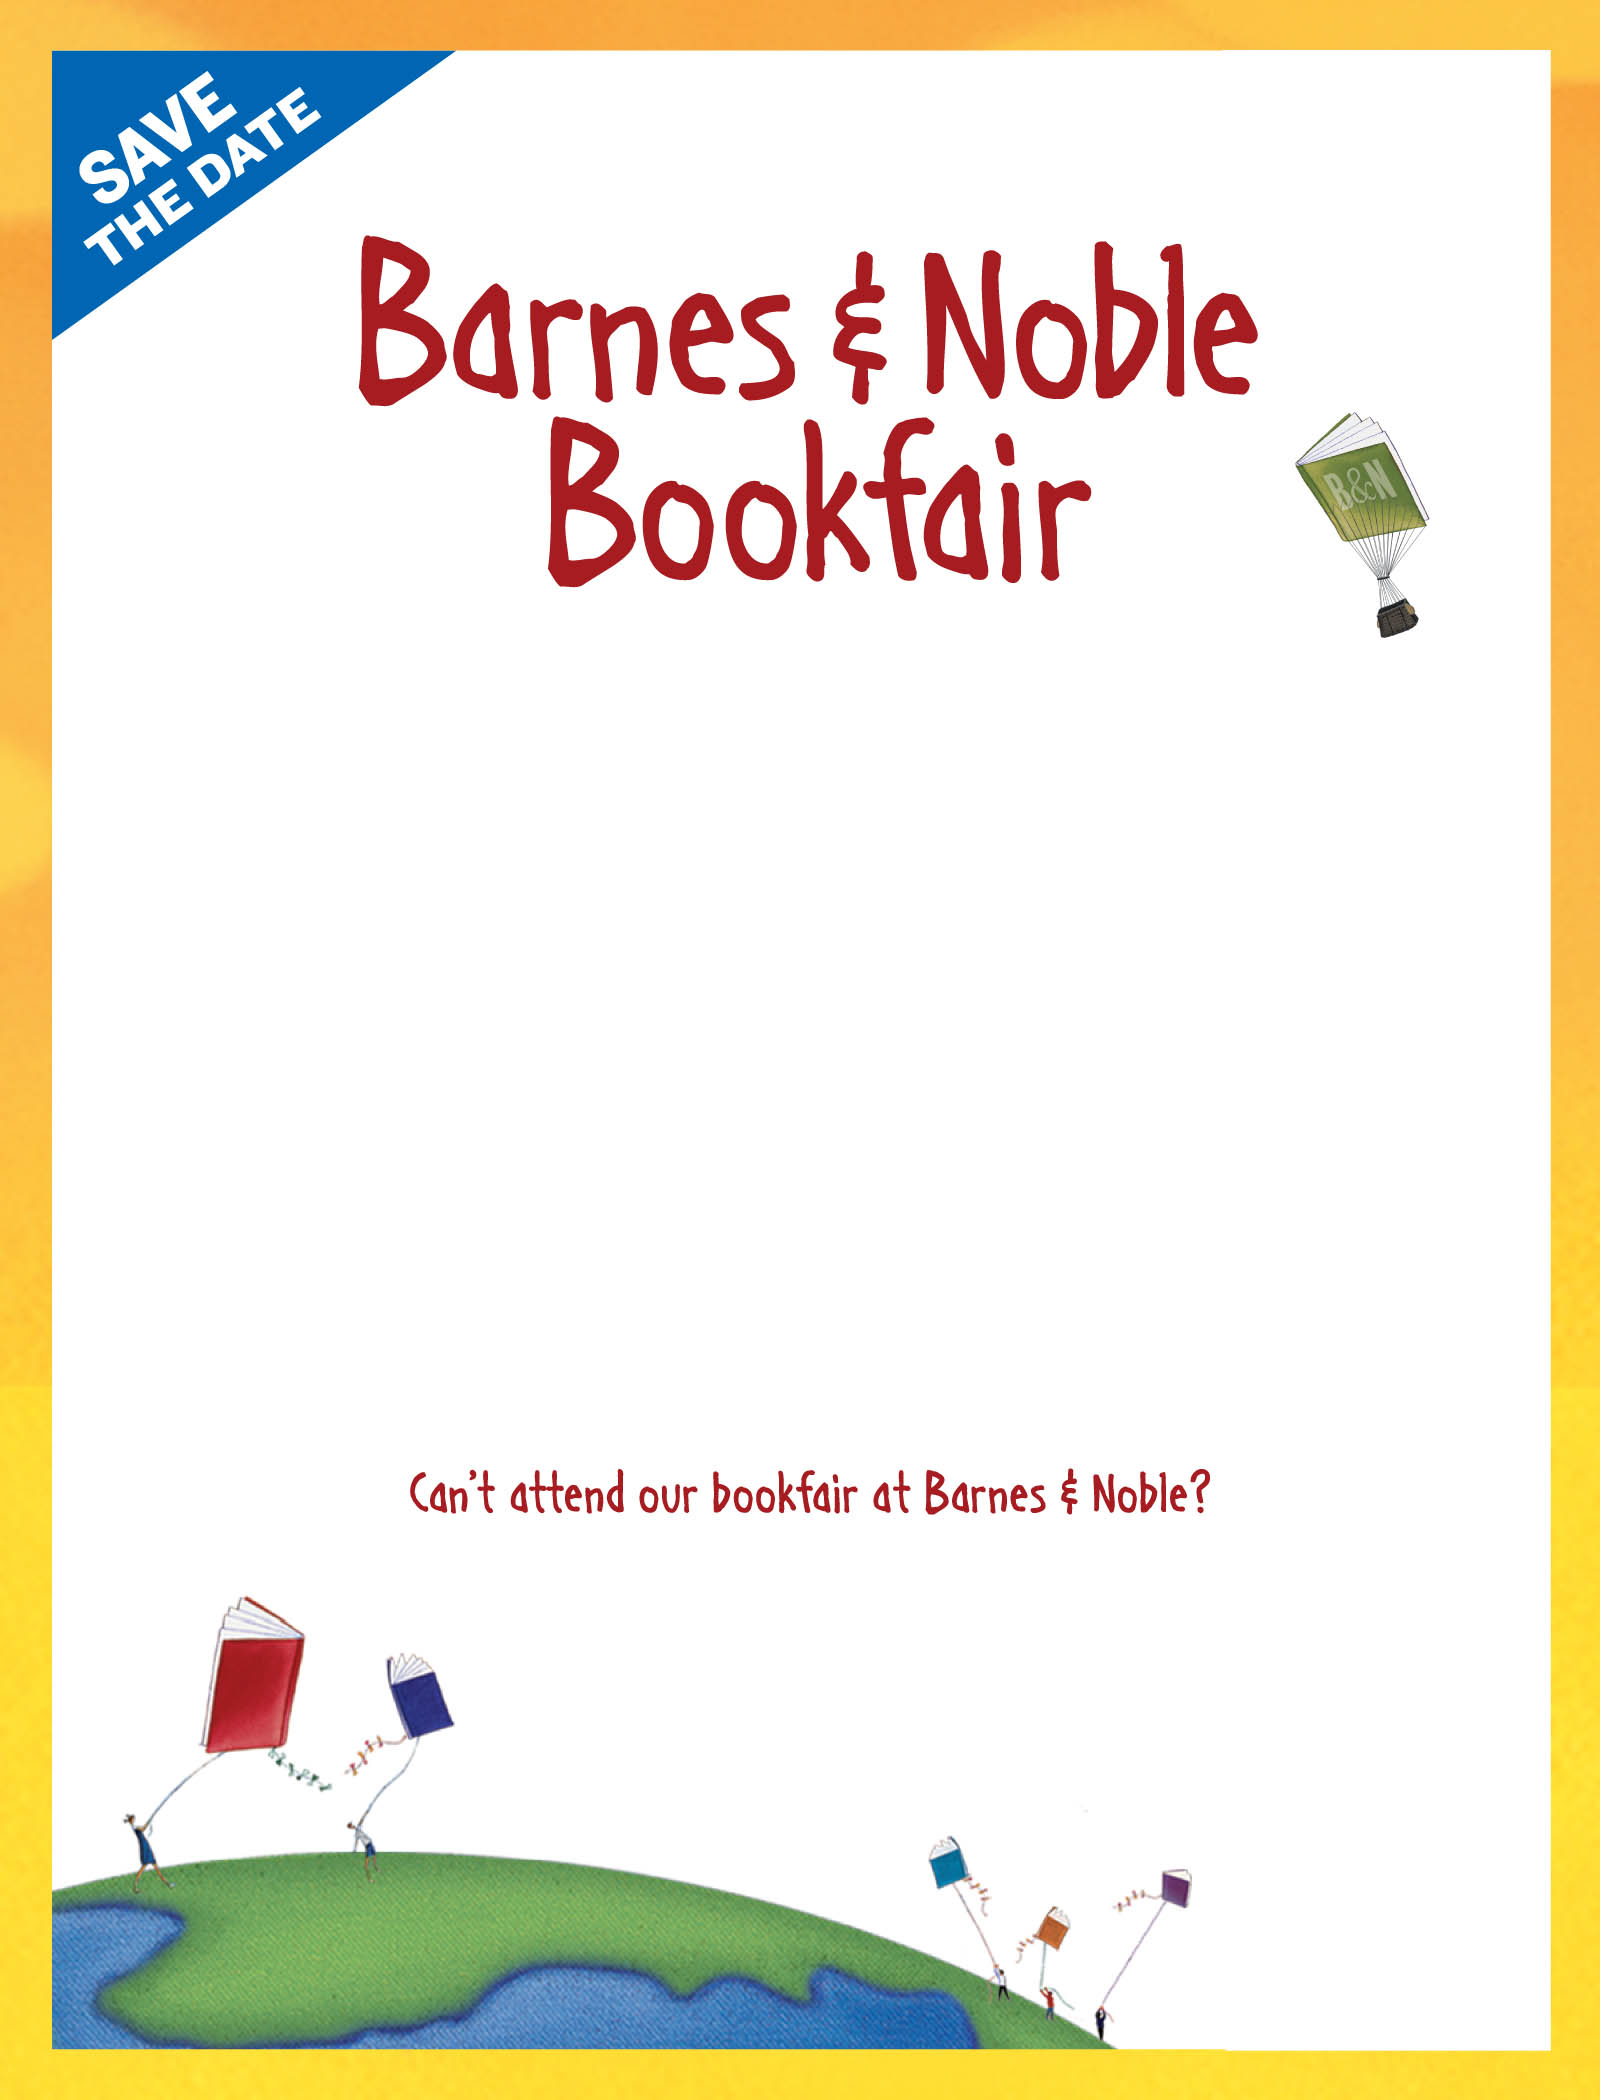 SAVE
THE DATE
Barnes & Noble
Bookfair
B&N
Can't attend our bookfair at Barnes & Noble?